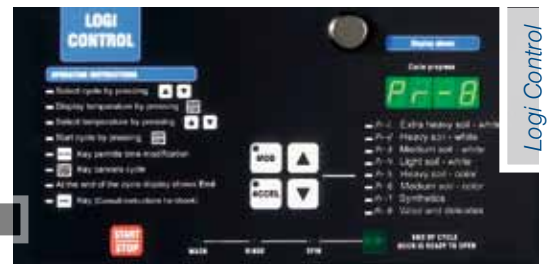 LOGI
CONTROL
OPERATING INSTRUCTIONS
Select cycle by pressing
Display temperature by pressing
Select temperature by pressing
Start cycle by pressing
Key permits time modification
Key cancels cycle
At the end of the cycle display shows End
Key (Consult instructions
MOD
ACCEL
START
STOP
WASH
RINSE
SPIN
Display shows
Cycle progress
Pr-8
Pr-1 Extra heavy soil - white
Pr-2 Heavy soil - white
Pr-3 Medium soil - white
Pr-4 Light soil - white
Pr-5 Heavy soil - color
Pr-6 Medium soil - color
Pr-7 Synthetics
Pr-8 Wool and delicates
END OF CYCLE
DOOR IS READY TO OPEN
Logi Control